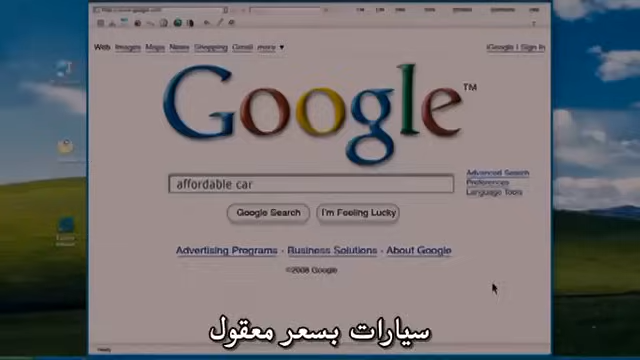 Web Images Maps News Shopping Gmail more ▼
iGoogle | Sign In
Google™
affordable car
Advanced Search
Preferences
Language Tools
Google Search
I'm Feeling Lucky
Advertising Programs - Business Solutions - About Google
©2008 Google
سيارات بسعر معقول